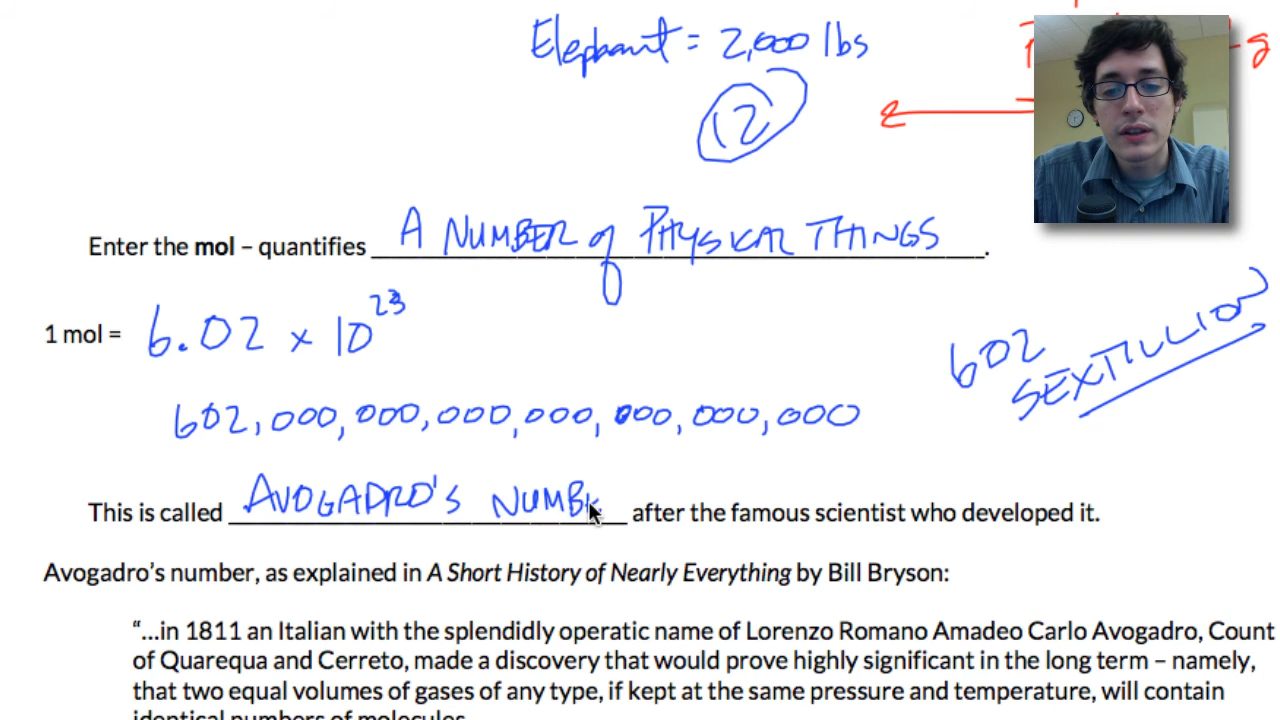 Elephant = 2,000 lbs
12
g
Enter the mol – quantifies A NUMBER of PHYSICAL THINGS.
1 mol = 6.02 x 10^23
602
SEXTILLION
602,000,000,000,000,000,000,000
This is called AVOGADRO'S NUMBE after the famous scientist who developed it.
Avogadro's number, as explained in A Short History of Nearly Everything by Bill Bryson:
“…in 1811 an Italian with the splendidly operatic name of Lorenzo Romano Amadeo Carlo Avogadro, Count
of Quarequa and Cerreto, made a discovery that would prove highly significant in the long term – namely,
that two equal volumes of gases of any type, if kept at the same pressure and temperature, will contain
identical numbers of molecules